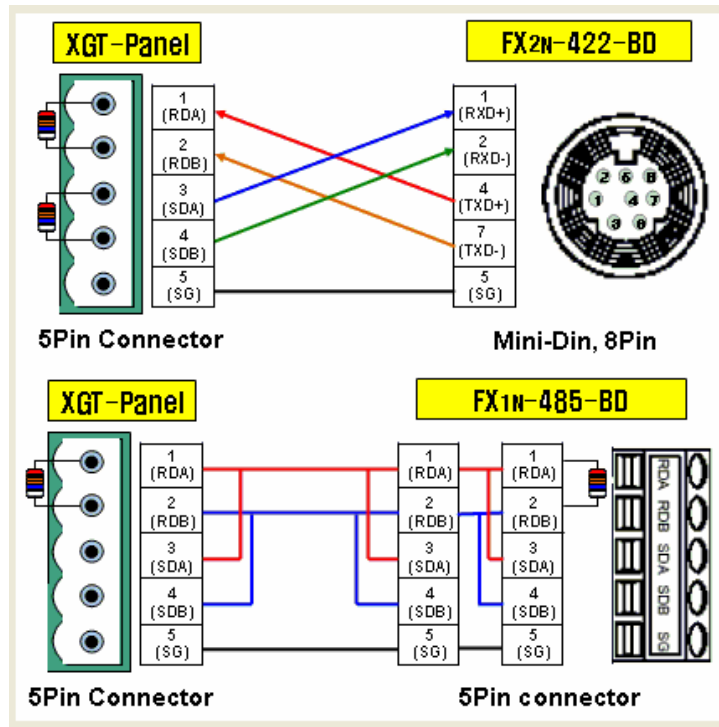 XGT-Panel
FX2N-422-BD
1
(RDA)
2
(RDB)
3
(SDA)
4
(SDB)
5
(SG)
1
(RXD+)
2
(RXD-)
4
(TXD+)
7
(TXD-)
5
(SG)
2 5 8
1 4 7
3 6
5Pin Connector
Mini-Din, 8Pin
XGT-Panel
FX1N-485-BD
1
(RDA)
2
(RDB)
3
(SDA)
4
(SDB)
5
(SG)
1
(RDA)
2
(RDB)
3
(SDA)
4
(SDB)
5
(SG)
1
(RDA)
2
(RDB)
3
(SDA)
4
(SDB)
5
(SG)
RDA
RDB
SDA
SDB
SG
5Pin Connector
5Pin connector